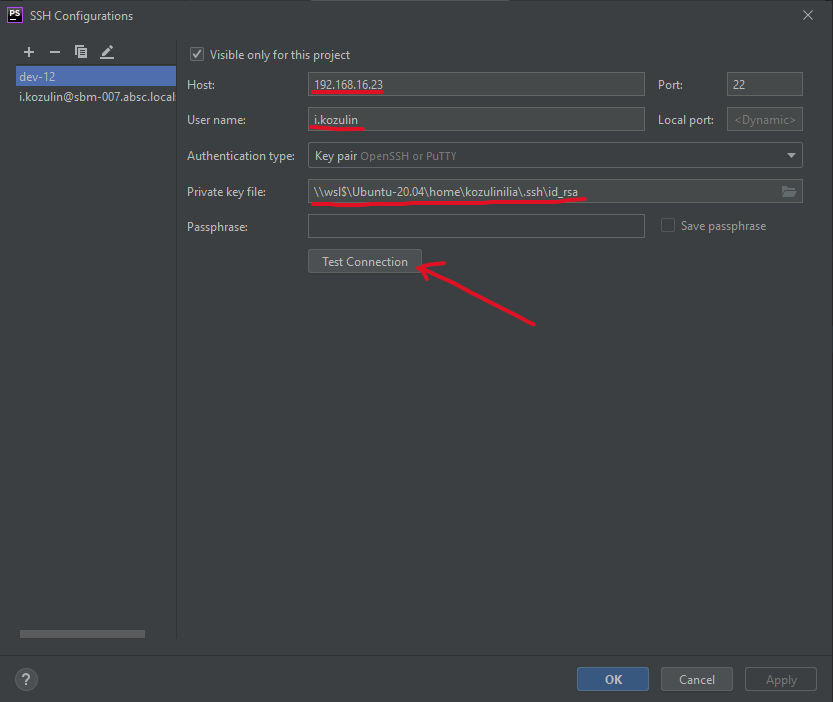 PS SSH Configurations
dev-12
i.kozulin@sbm-007.absc.local:
Visible only for this project
Host: 192.168.16.23 Port: 22
User name: i.kozulin Local port: <Dynamic>
Authentication type: Key pair OpenSSH or PuTTY
Private key file: \\wsl$\Ubuntu-20.04\home\kozulinilia\.ssh\id_rsa
Passphrase: Save passphrase
Test Connection
? OK Cancel Apply